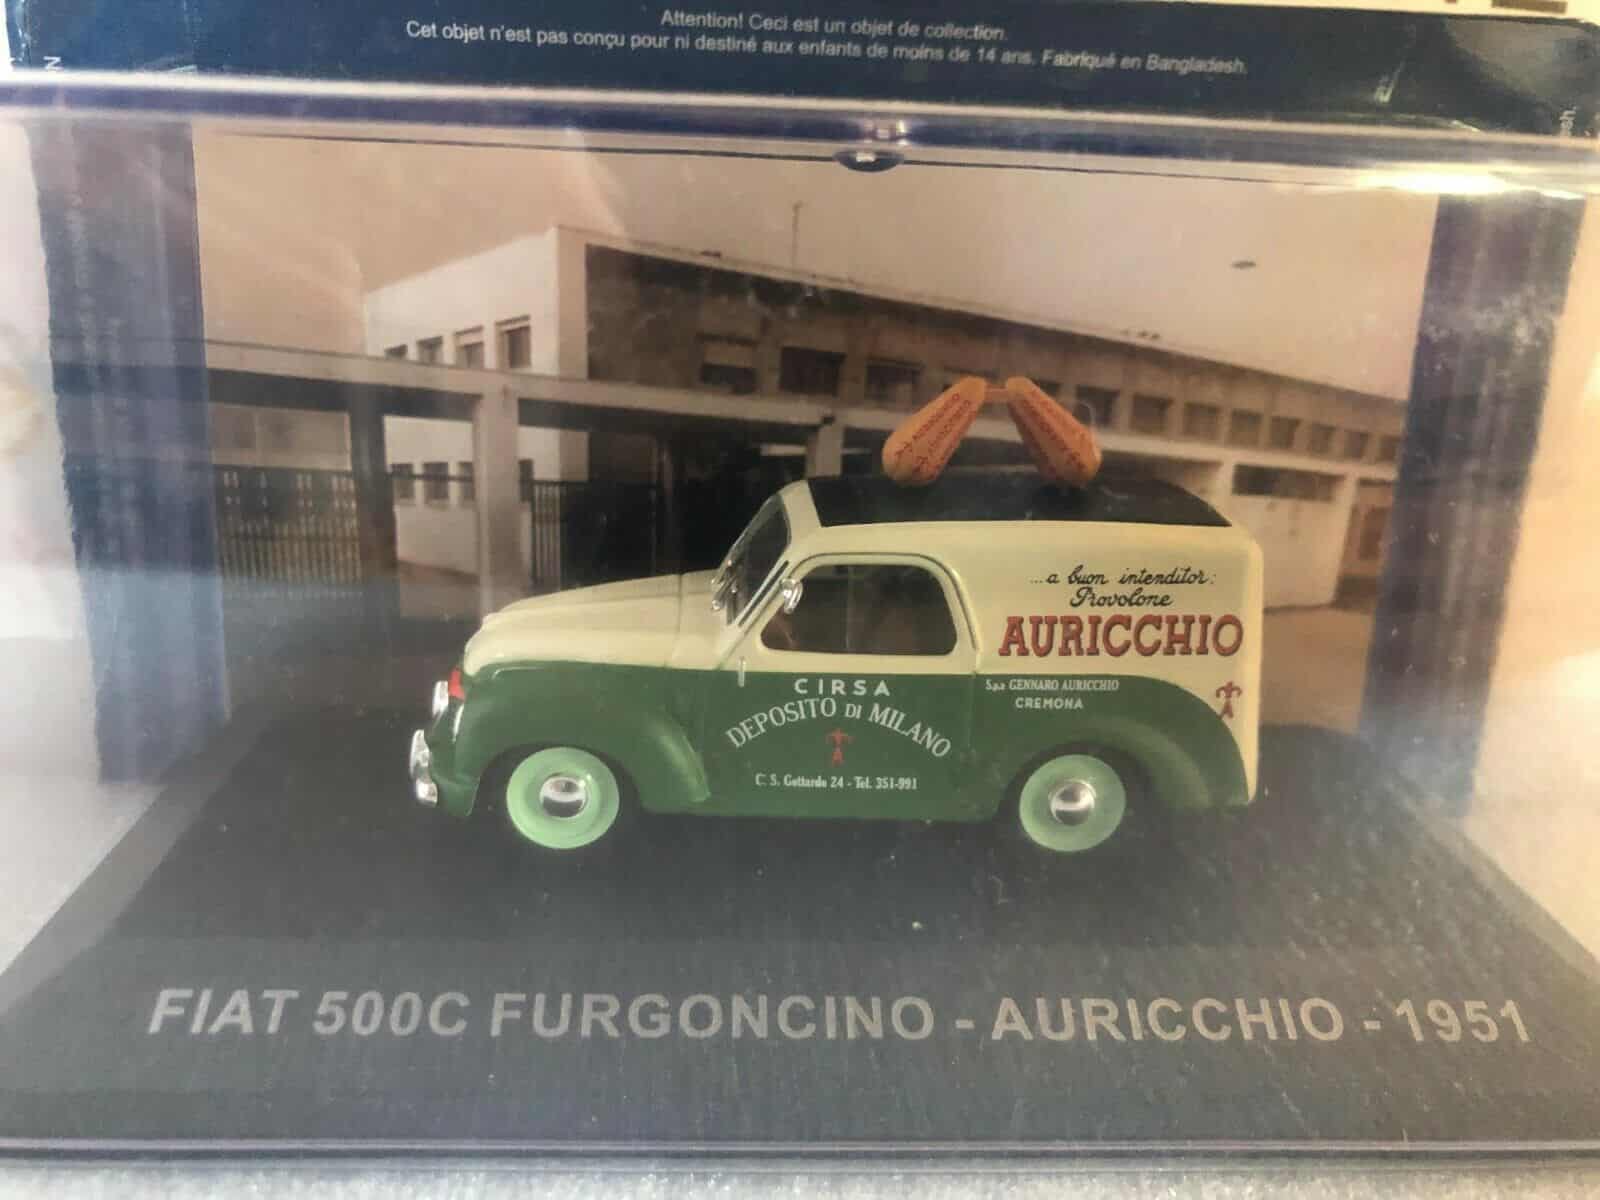 Attention! Ceci est un objet de collection.
Cet objet n'est pas conçu pour ni destiné aux enfants de moins de 14 ans. Fabriqué en Bangladesh.
AURICCHIO
AURICCHIO
...a buon intenditor:
Provolone
AURICCHIO
S.p.a GENNARO AURICCHIO
CREMONA
CIRSA
DEPOSITO DI MILANO
C. S. Gottardo 24 - Tel. 351-991
FIAT 500C FURGONCINO - AURICCHIO - 1951